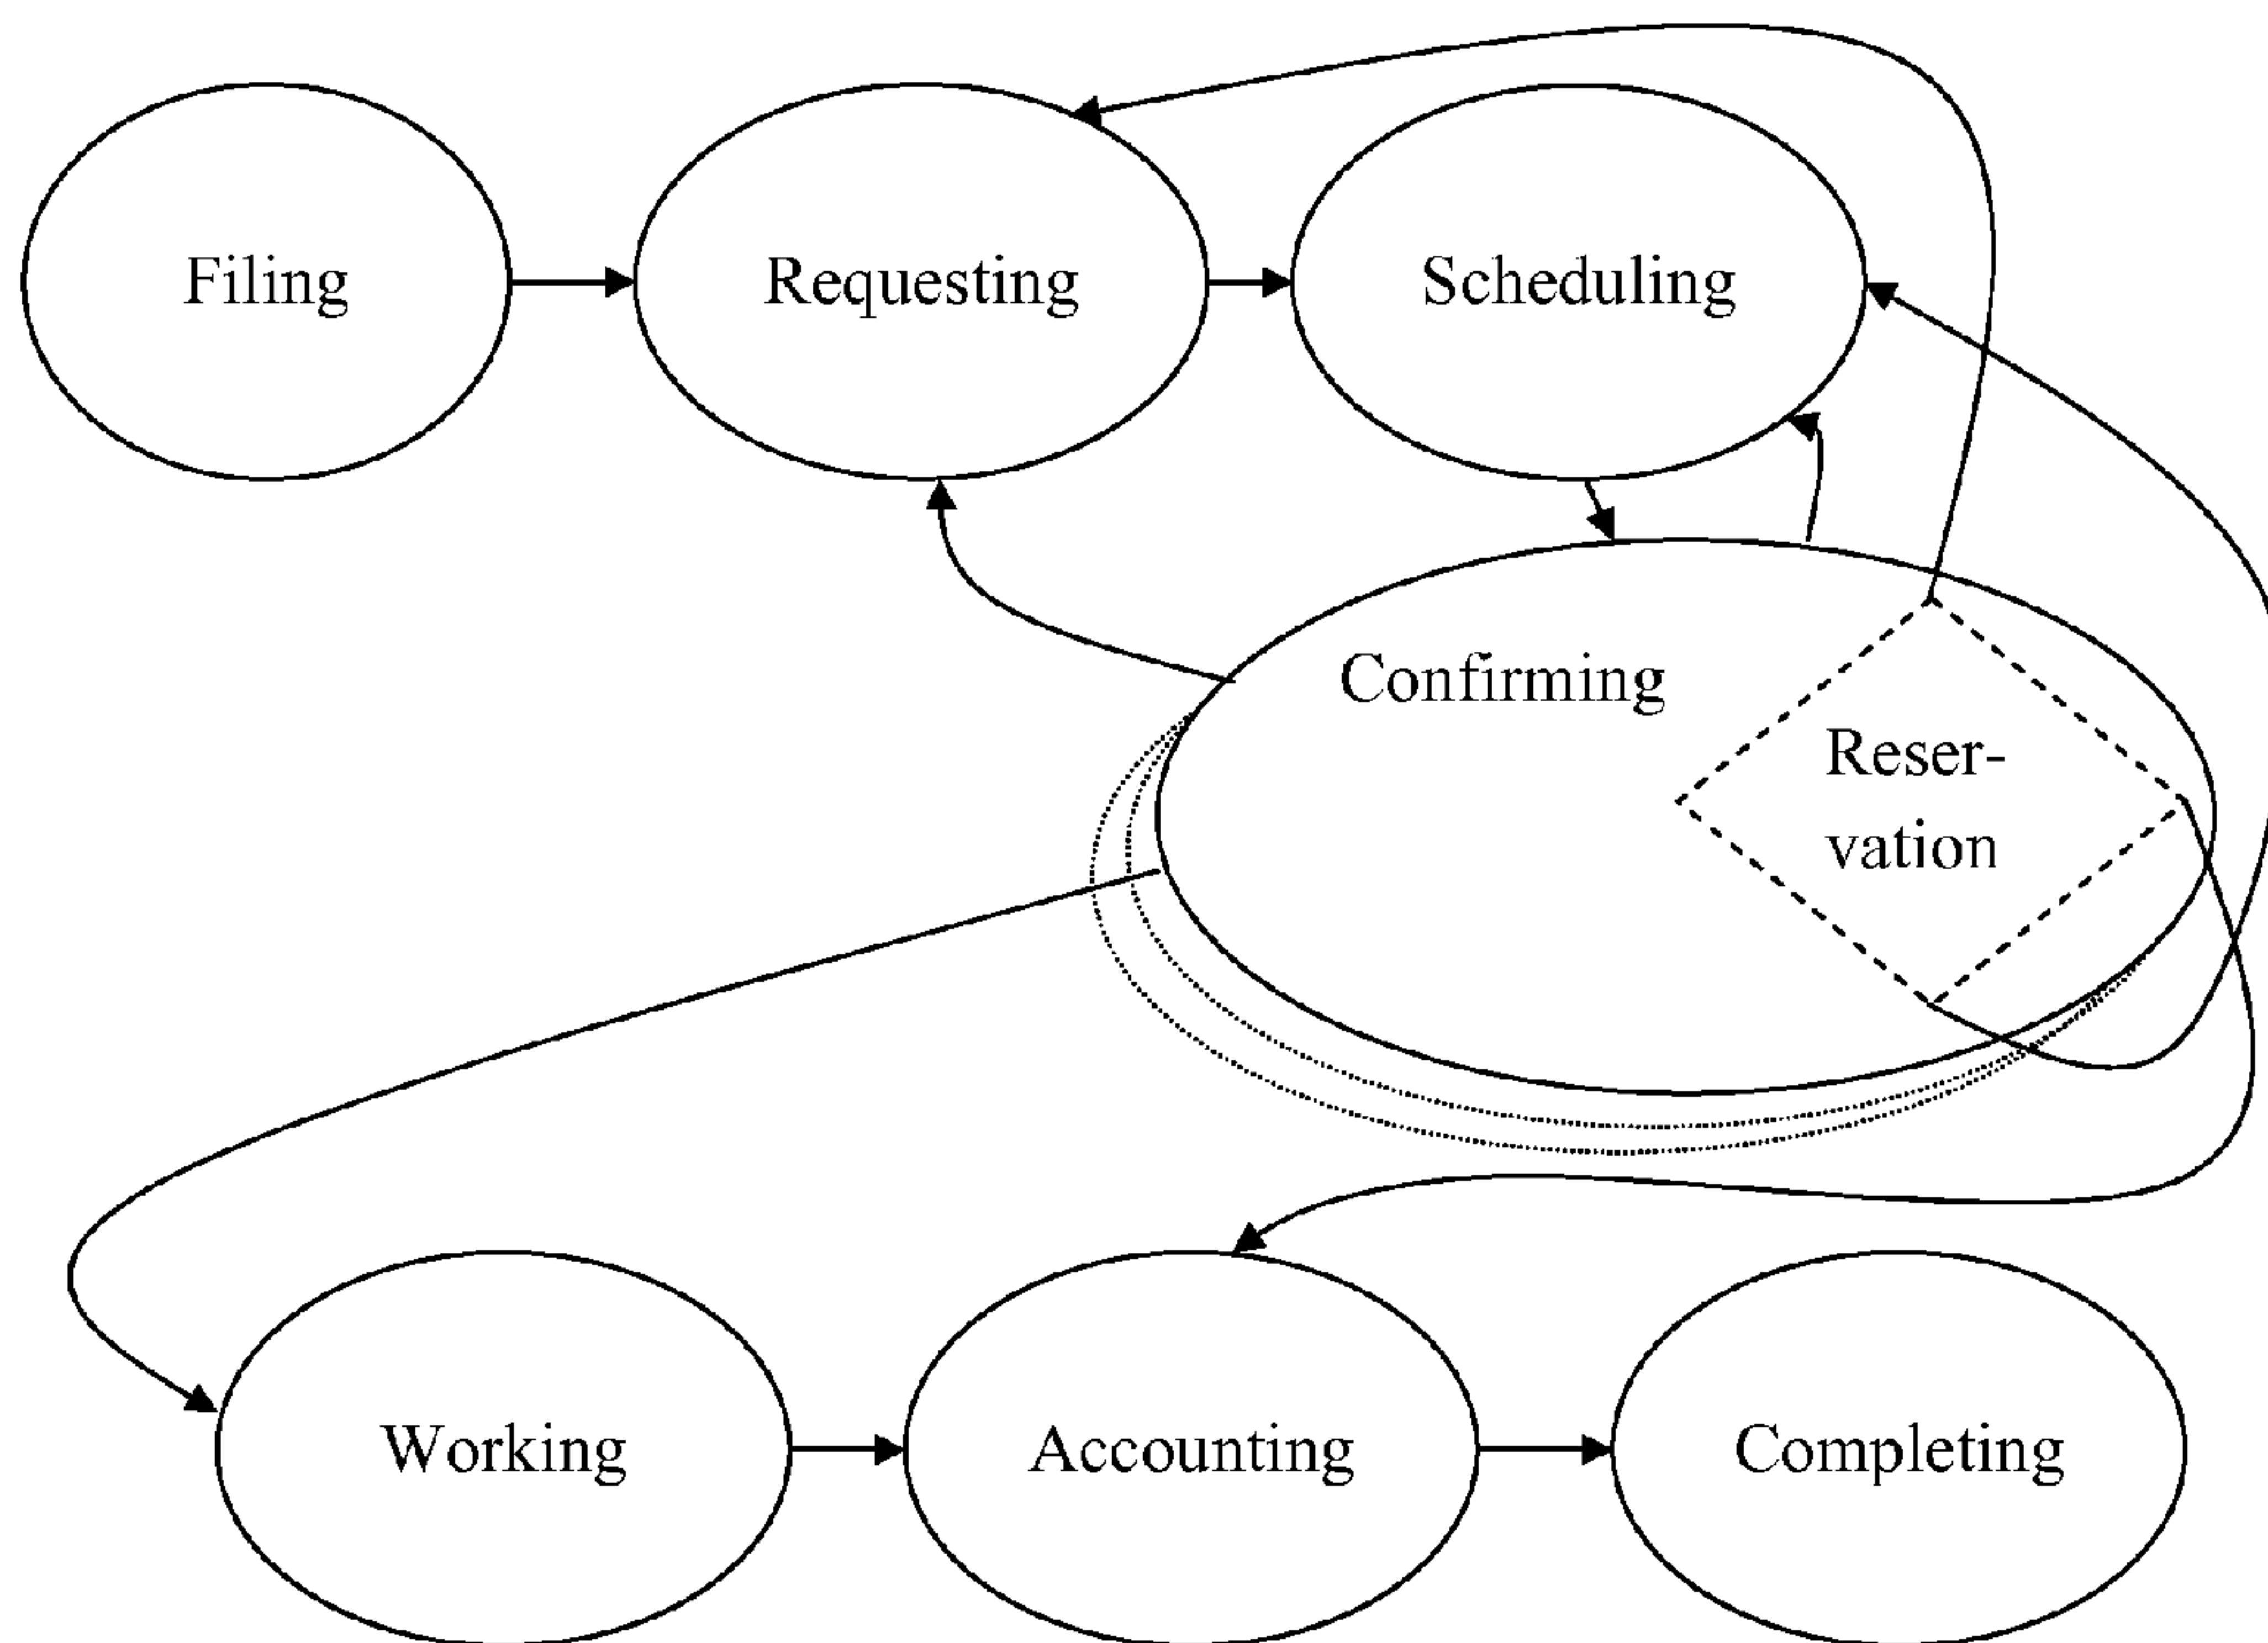 Filing
Requesting
Scheduling
Confirming
Reser-
vation
Working
Accounting
Completing